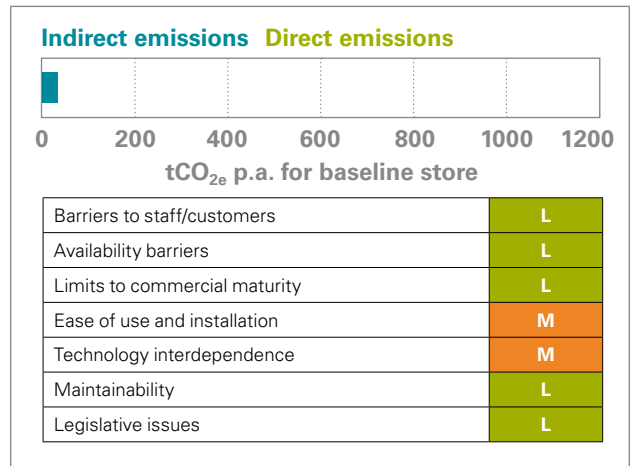 Indirect emissions Direct emissions
0 200 400 600 800 1000 1200
tCO2e p.a. for baseline store
Barriers to staff/customers L
Availability barriers L
Limits to commercial maturity L
Ease of use and installation M
Technology interdependence M
Maintainability L
Legislative issues L